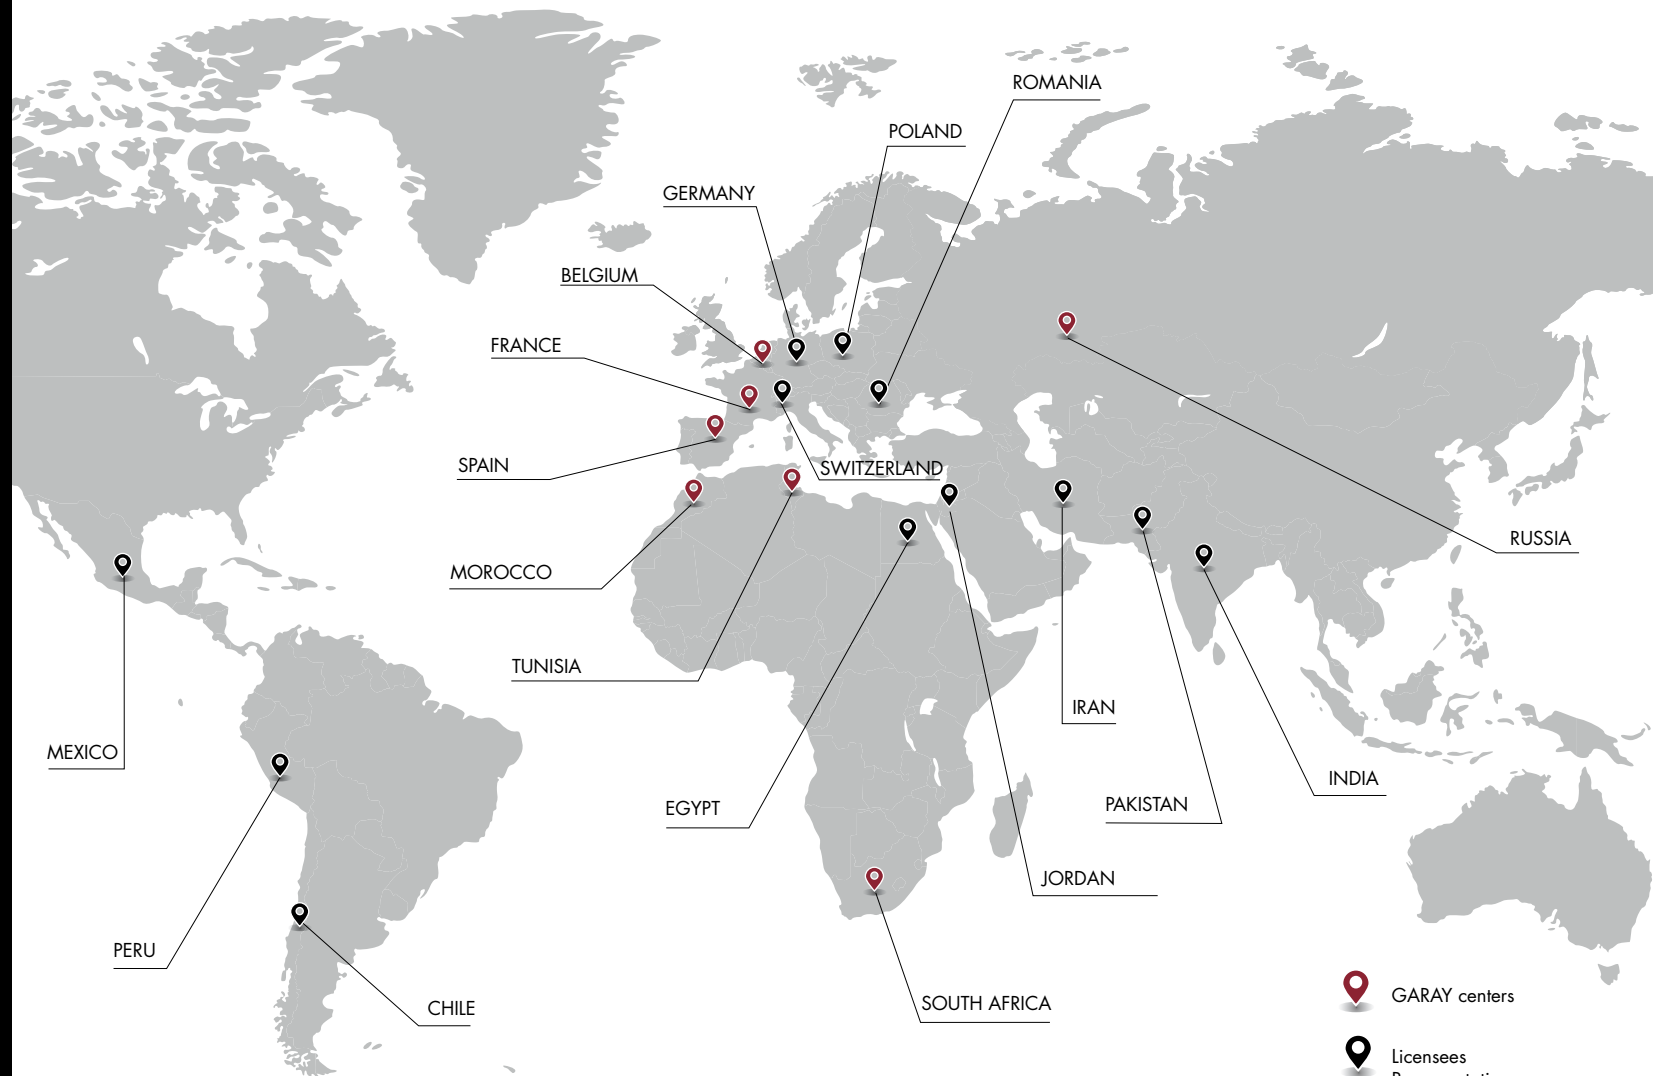 ROMANIA
POLAND
GERMANY
BELGIUM
FRANCE
SPAIN
SWITZERLAND
RUSSIA
MOROCCO
TUNISIA
IRAN
MEXICO
INDIA
PAKISTAN
EGYPT
JORDAN
PERU
SOUTH AFRICA
CHILE
GARAY centers
Licensees